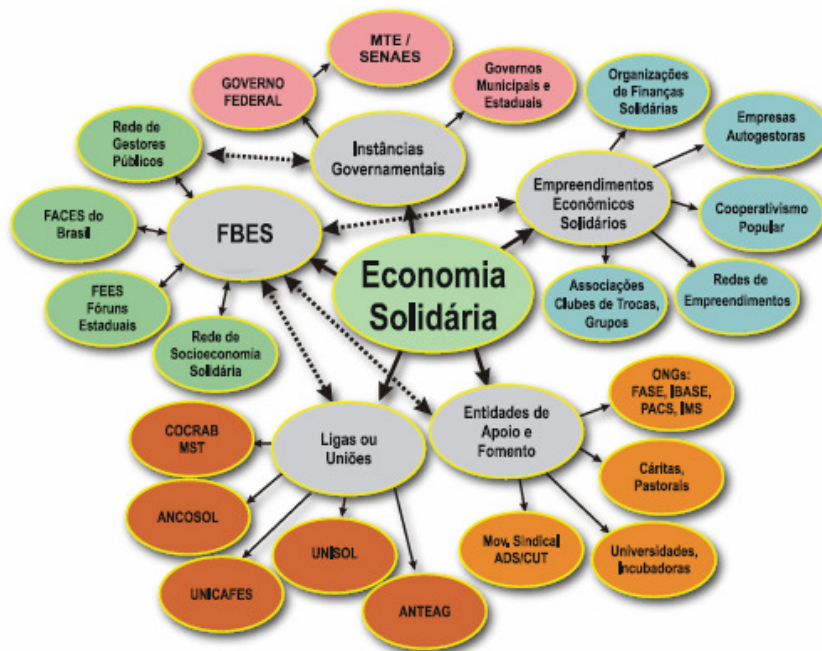 MTE /
SENAES
GOVERNO
FEDERAL
Governos
Municipais e
Estaduais
Organizações
de Finanças
Solidárias
Empresas
Autogestoras
Rede de
Gestores
Públicos
Instâncias
Governamentais
Empreendimentos
Econômicos
Solidários
Cooperativismo
Popular
FACES do
Brasil
FBES
Economia
Solidária
Associações
Clubes de Trocas,
Grupos
Redes de
Empreendimentos
FEES
Fóruns
Estaduais
Rede de
Socioeconomia
Solidária
ONGs:
FASE, IBASE,
PACS, IMS
Ligas ou
Uniões
Entidades de
Apoio e
Fomento
COCRAB
MST
Cáritas,
Pastorais
ANCOSOL
UNISOL
Mov, Sindical
ADS/CUT
Universidades,
Incubadoras
UNICAFES
ANTEAG